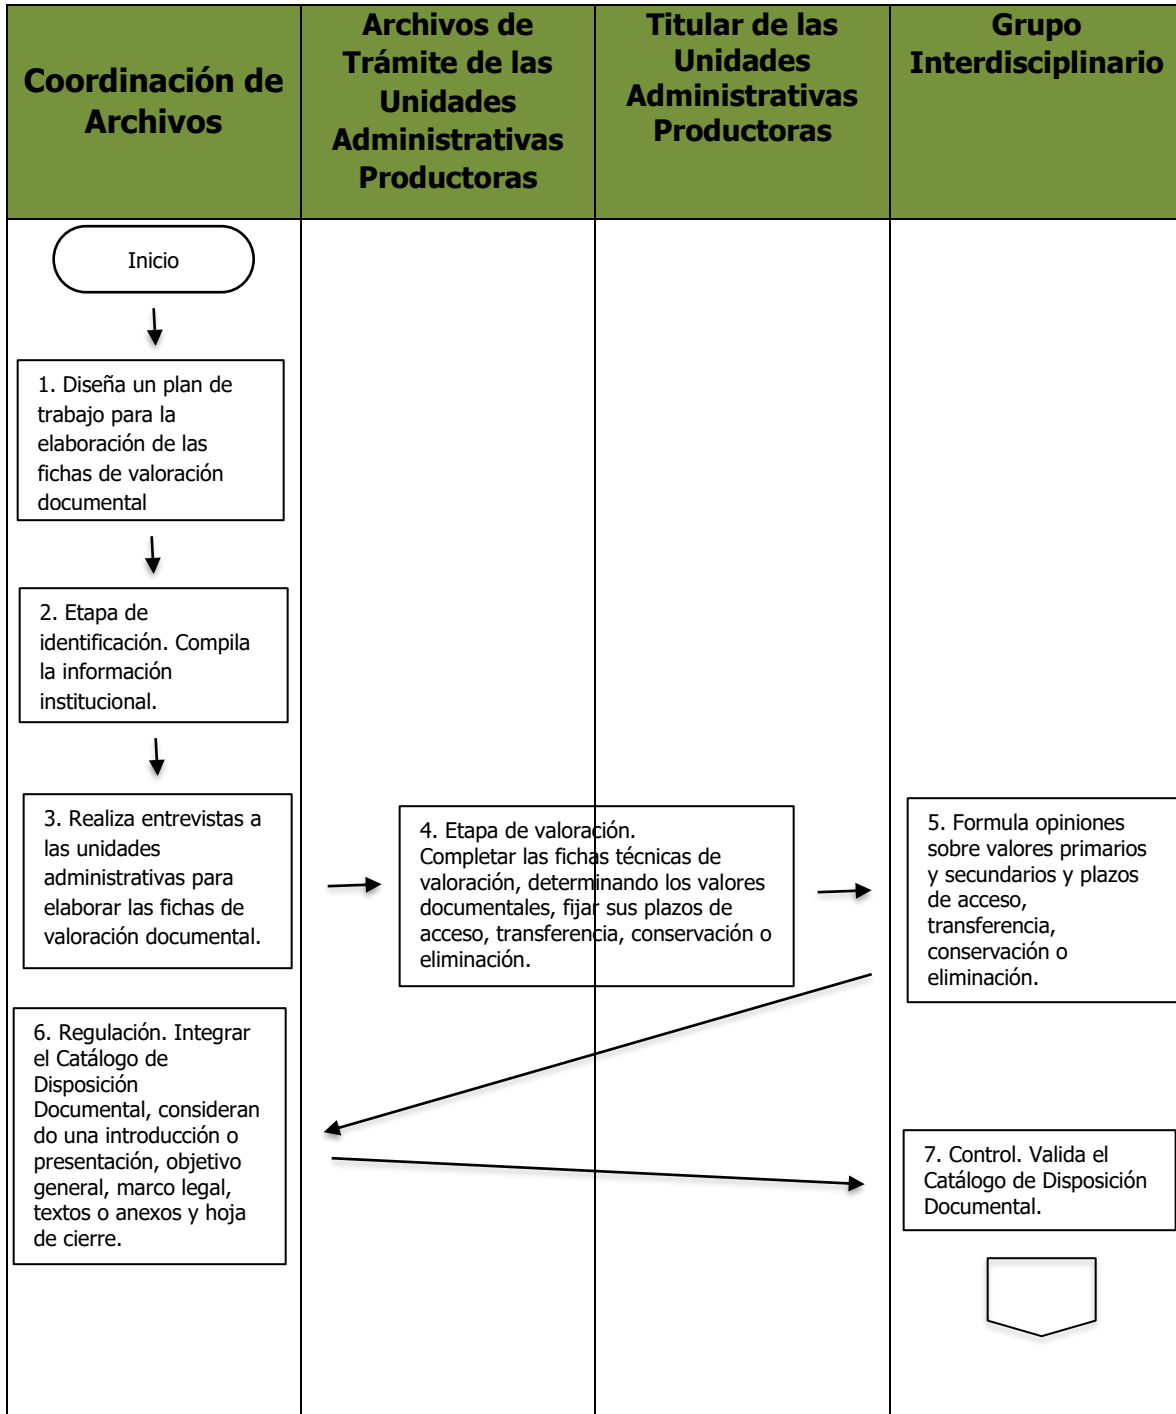 Coordinación de
Archivos
Archivos de
Trámite de las
Unidades
Administrativas
Productoras
Titular de las
Unidades
Administrativas
Productoras
Grupo
Interdisciplinario
Inicio
1. Diseña un plan de
trabajo para la
elaboración de las
fichas de valoración
documental
2. Etapa de
identificación. Compila
la información
institucional.
3. Realiza entrevistas a
las unidades
administrativas para
elaborar las fichas de
valoración documental.
4. Etapa de valoración.
Completar las fichas técnicas de
valoración, determinando los valores
documentales, fijar sus plazos de
acceso, transferencia, conservación o
eliminación.
5. Formula opiniones
sobre valores primarios
y secundarios y plazos
de acceso,
transferencia,
conservación o
eliminación.
6. Regulación. Integrar
el Catálogo de
Disposición
Documental, consideran
do una introducción o
presentación, objetivo
general, marco legal,
textos o anexos y hoja
de cierre.
7. Control. Valida el
Catálogo de Disposición
Documental.